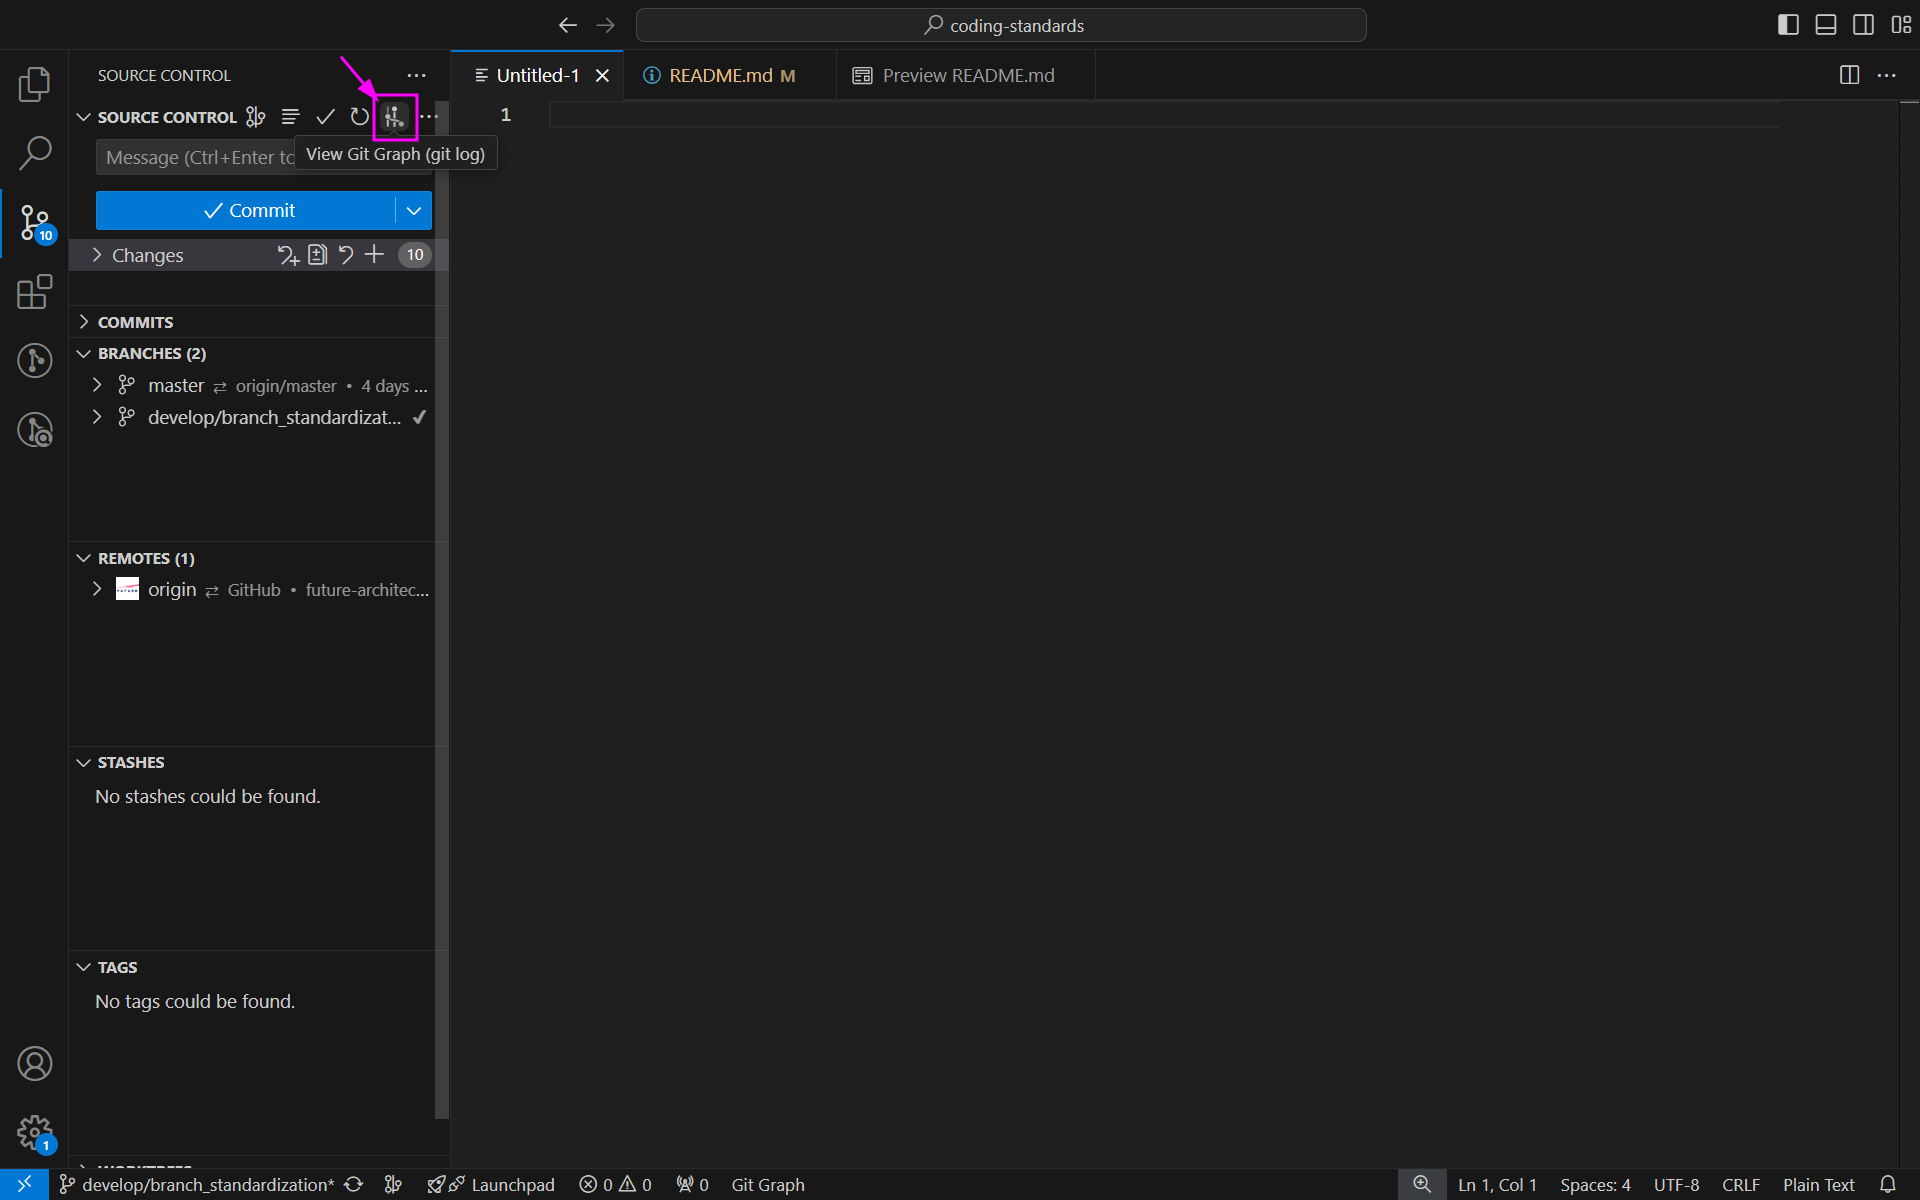 coding-standards
SOURCE CONTROL
Untitled-1
README.md M
Preview README.md
SOURCE CONTROL
1
Message (Ctrl+Enter to
View Git Graph (git log)
Commit
Changes 10
10
COMMITS
BRANCHES (2)
master ⇄ origin/master • 4 days ...
develop/branch_standardizat... ✓
REMOTES (1)
FUTURE origin ⇄ GitHub • future-architec...
STASHES
No stashes could be found.
TAGS
No tags could be found.
1
WORKTREES
develop/branch_standardization* Launchpad 0 0 0 Git Graph Ln 1, Col 1 Spaces: 4 UTF-8 CRLF Plain Text